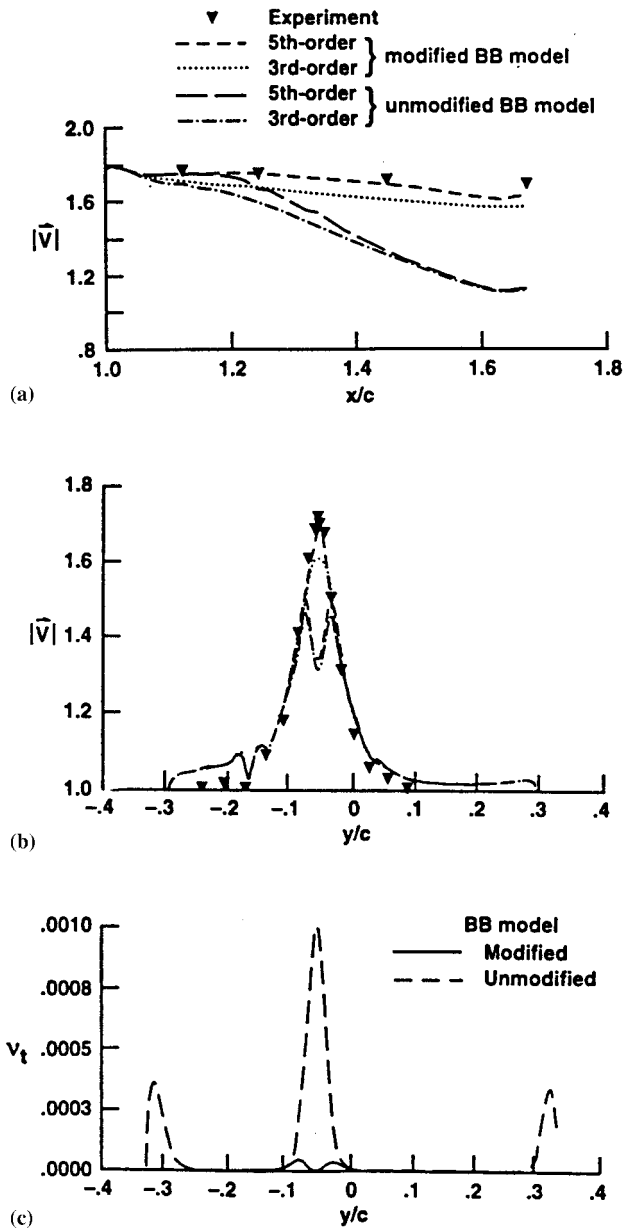 Experiment
5th-order
3rd-order
modified BB model
5th-order
3rd-order
unmodified BB model
2.0
1.6
1.2
.8
|V⃗|
1.0 1.2 1.4 1.6 1.8
x/c
(a)
1.8
1.6
1.4
1.2
1.0
|V⃗|
–.4 –.3 –.2 –.1 0 .1 .2 .3 .4
y/c
(b)
BB model
Modified
Unmodified
.0010
.0008
.0005
.0003
.0000
νt
–.4 –.3 –.2 –.1 0 .1 .2 .3 .4
y/c
(c)